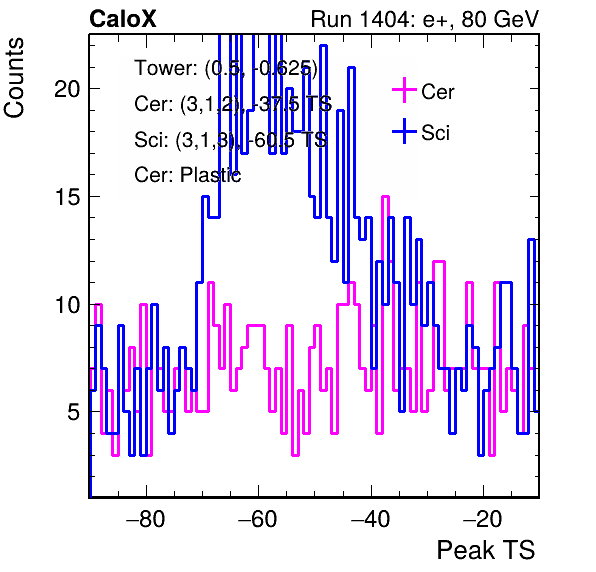 CaloX Run 1404: e+, 80 GeV
Counts
Tower: (0.5, -0.625)
Cer: (3,1,2), -37.5 TS
Sci: (3,1,3), -60.5 TS
Cer: Plastic
Cer
Sci
20
15
10
5
−80 −60 −40 −20
Peak TS